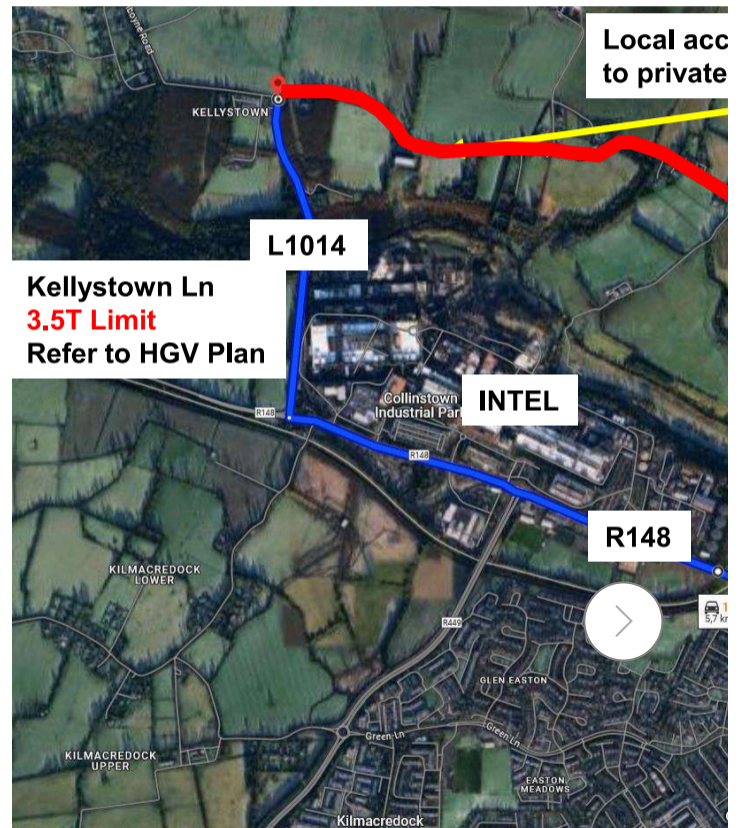 Local acc
to private
KELLYSTOWN
L1014
Kellystown Ln
3.5T Limit
Refer to HGV Plan
Collinstown
Industrial Par
INTEL
R148
R148
R148
KILMACREDOCK
LOWER
5,7 km
R449
GLEN EASTON
Green Ln
Green Ln
KILMACREDOCK
UPPER
EASTON
MEADOWS
Kilmacredock